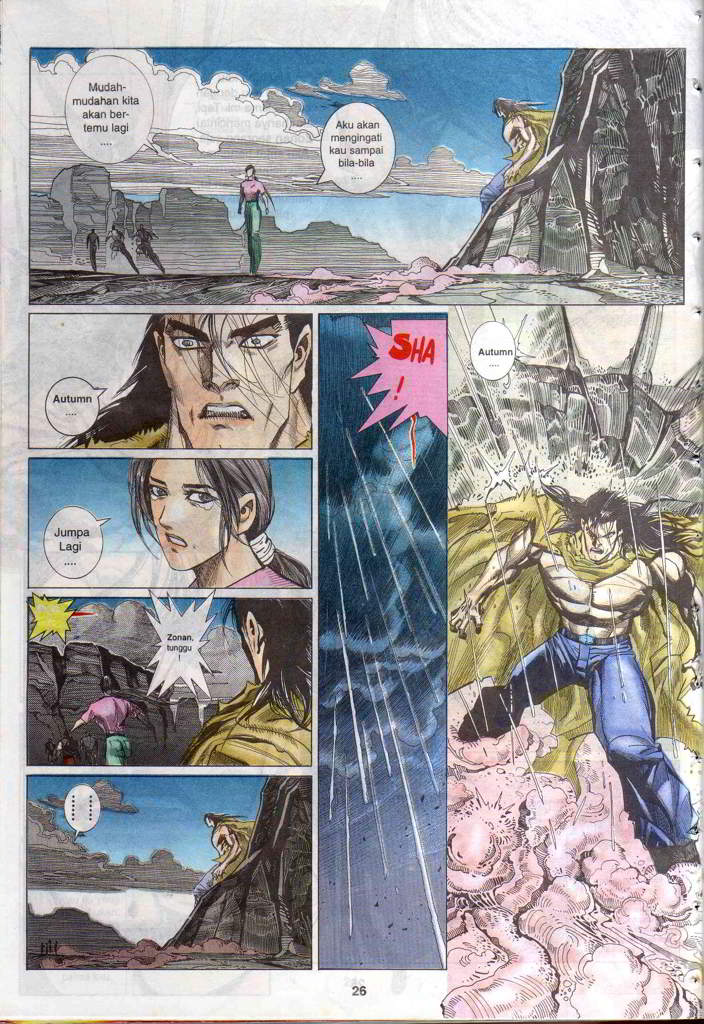 Mudah-
mudahan kita
akan ber-
temu lagi
....
Aku akan
mengingati
kau sampai
bila-bila
....
Autumn
....
Jumpa
Lagi
....
Zonan,
tunggu
!
SHA
!
Autumn
....
26